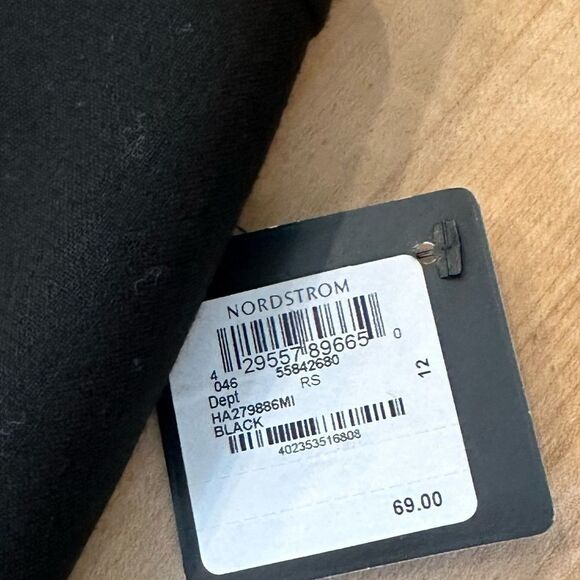 NORDSTROM
4 29557 89665 0
046 55842680
Dept RS
HA279886MI
BLACK
12
402353516808
69.00